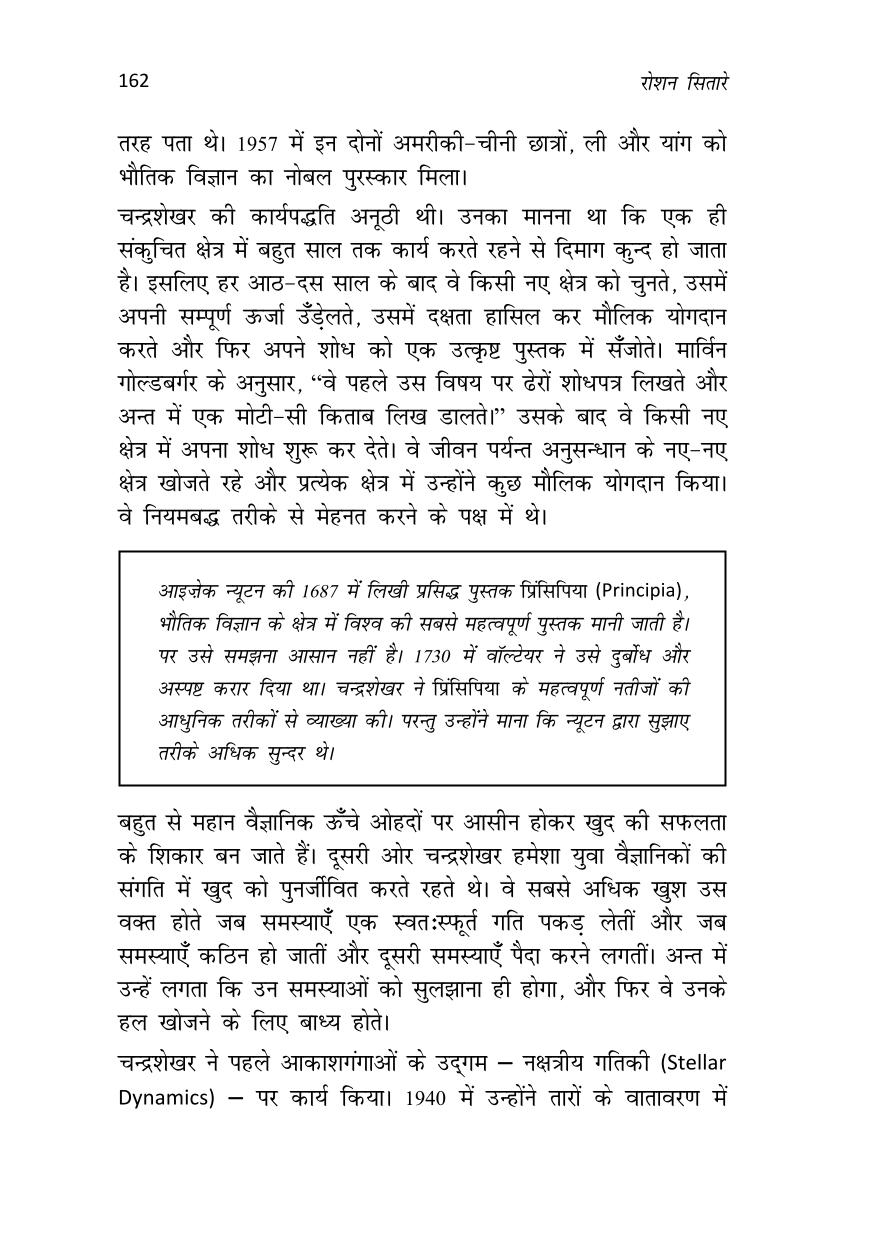 162
रोशन सितारे
तरह पता थे। 1957 में इन दोनों अमरीकी-चीनी छात्रों, ली और यांग को
भौतिक विज्ञान का नोबल पुरस्कार मिला।
चन्द्रशेखर की कार्यपद्धति अनूठी थी। उनका मानना था कि एक ही
संकुचित क्षेत्र में बहुत साल तक कार्य करते रहने से दिमाग कुन्द हो जाता
है। इसलिए हर आठ-दस साल के बाद वे किसी नए क्षेत्र को चुनते, उसमें
अपनी सम्पूर्ण ऊर्जा उँड़ेलते, उसमें दक्षता हासिल कर मौलिक योगदान
करते और फिर अपने शोध को एक उत्कृष्ट पुस्तक में सँजोते। मार्विन
गोल्डबर्गर के अनुसार, “वे पहले उस विषय पर ढेरों शोधपत्र लिखते और
अन्त में एक मोटी-सी किताब लिख डालते।” उसके बाद वे किसी नए
क्षेत्र में अपना शोध शुरू कर देते। वे जीवन पर्यन्त अनुसन्धान के नए-नए
क्षेत्र खोजते रहे और प्रत्येक क्षेत्र में उन्होंने कुछ मौलिक योगदान किया।
वे नियमबद्ध तरीके से मेहनत करने के पक्ष में थे।
आइज़ेक न्यूटन की 1687 में लिखी प्रसिद्ध पुस्तक प्रिंसिपिया (Principia),
भौतिक विज्ञान के क्षेत्र में विश्व की सबसे महत्वपूर्ण पुस्तक मानी जाती है।
पर उसे समझना आसान नहीं है। 1730 में वॉल्टेयर ने उसे दुर्बोध और
अस्पष्ट करार दिया था। चन्द्रशेखर ने प्रिंसिपिया के महत्वपूर्ण नतीजों की
आधुनिक तरीकों से व्याख्या की। परन्तु उन्होंने माना कि न्यूटन द्वारा सुझाए
तरीके अधिक सुन्दर थे।
बहुत से महान वैज्ञानिक ऊँचे ओहदों पर आसीन होकर खुद की सफलता
के शिकार बन जाते हैं। दूसरी ओर चन्द्रशेखर हमेशा युवा वैज्ञानिकों की
संगति में खुद को पुनर्जीवित करते रहते थे। वे सबसे अधिक खुश उस
वक्त होते जब समस्याएँ एक स्वत:स्फूर्त गति पकड़ लेतीं और जब
समस्याएँ कठिन हो जातीं और दूसरी समस्याएँ पैदा करने लगतीं। अन्त में
उन्हें लगता कि उन समस्याओं को सुलझाना ही होगा, और फिर वे उनके
हल खोजने के लिए बाध्य होते।
चन्द्रशेखर ने पहले आकाशगंगाओं के उद्‌गम – नक्षत्रीय गतिकी (Stellar
Dynamics) – पर कार्य किया। 1940 में उन्होंने तारों के वातावरण में